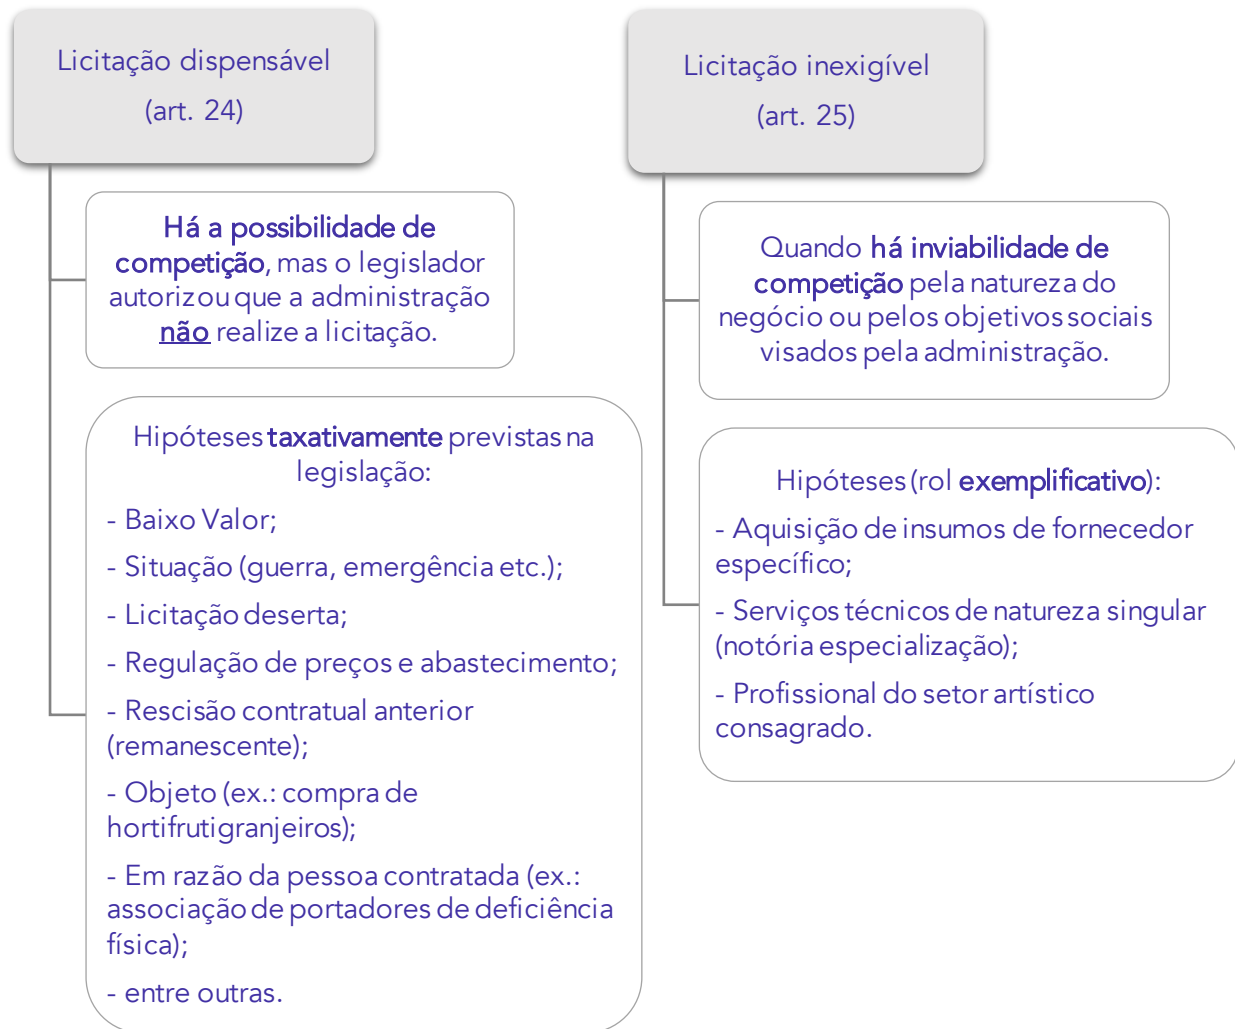 Licitação dispensável
(art. 24)
Há a possibilidade de
competição, mas o legislador
autorizou que a administração
não realize a licitação.
Hipóteses taxativamente previstas na
legislação:
- Baixo Valor;
- Situação (guerra, emergência etc.);
- Licitação deserta;
- Regulação de preços e abastecimento;
- Rescisão contratual anterior
(remanescente);
- Objeto (ex.: compra de
hortifrutigranjeiros);
- Em razão da pessoa contratada (ex.:
associação de portadores de deficiência
física);
- entre outras.
Licitação inexigível
(art. 25)
Quando há inviabilidade de
competição pela natureza do
negócio ou pelos objetivos sociais
visados pela administração.
Hipóteses (rol exemplificativo):
- Aquisição de insumos de fornecedor
específico;
- Serviços técnicos de natureza singular
(notória especialização);
- Profissional do setor artístico
consagrado.